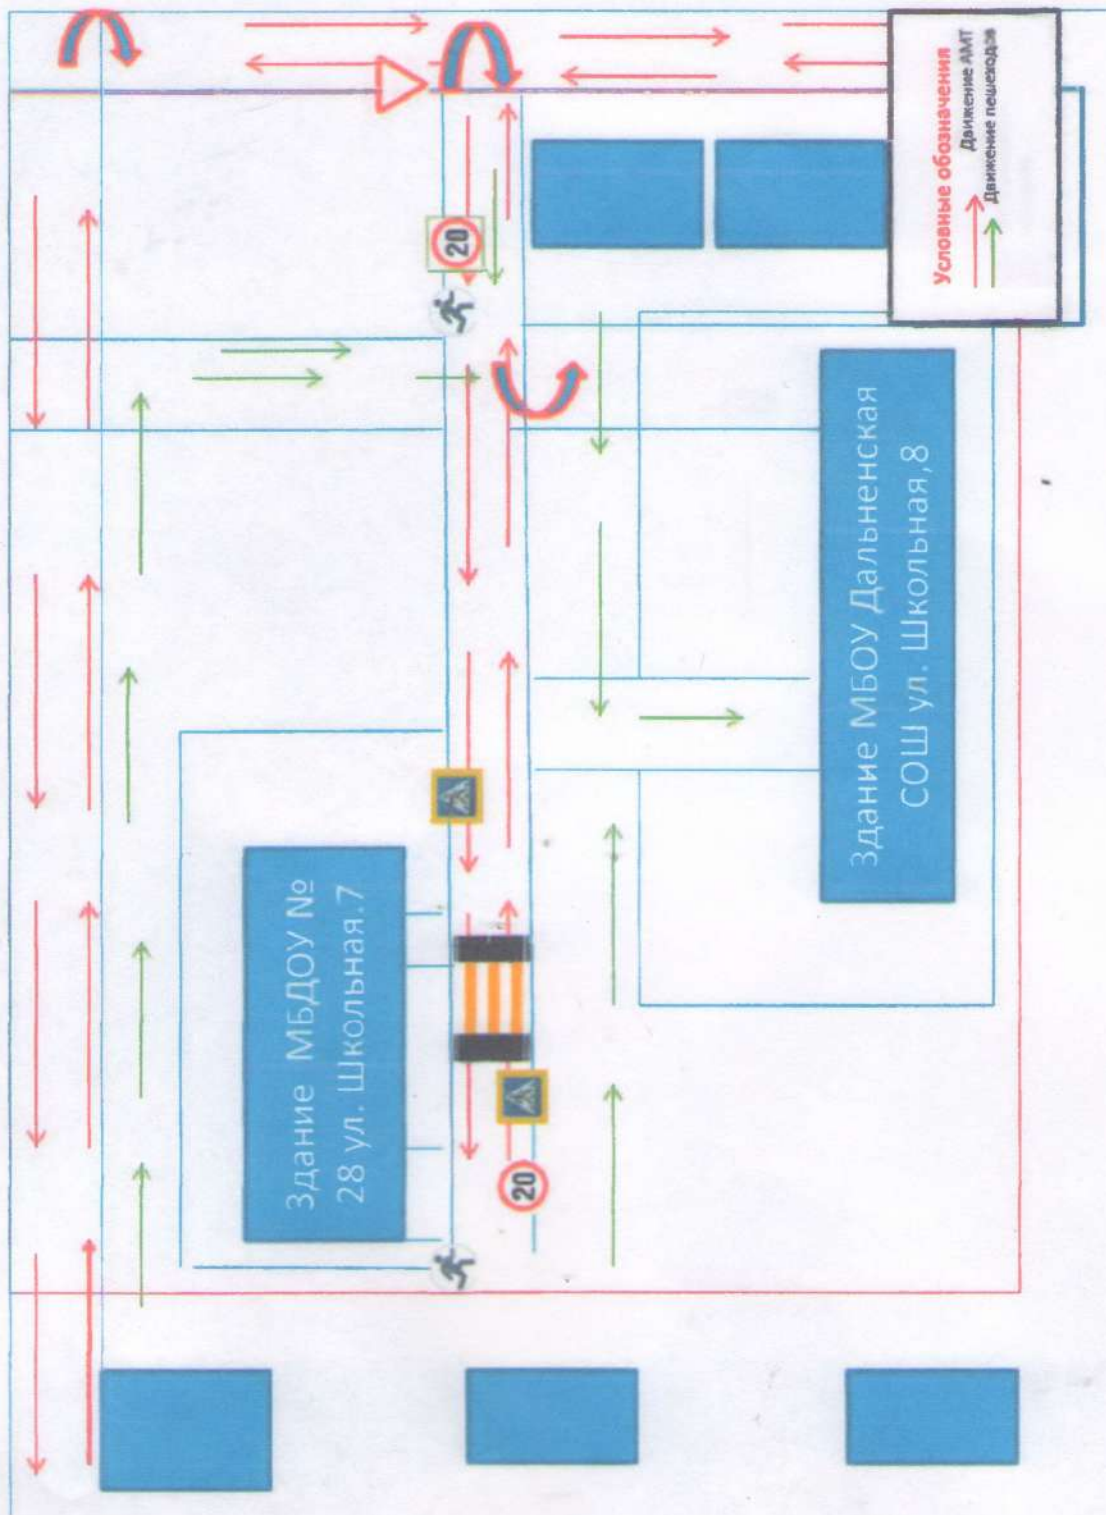 Здание МБДОУ №
28 ул. Школьная.7
20
20
Здание МБОУ Дальненская
СОШ ул. Школьная,8
Условные обозначения
Движение АМТ
Движение пешеходов